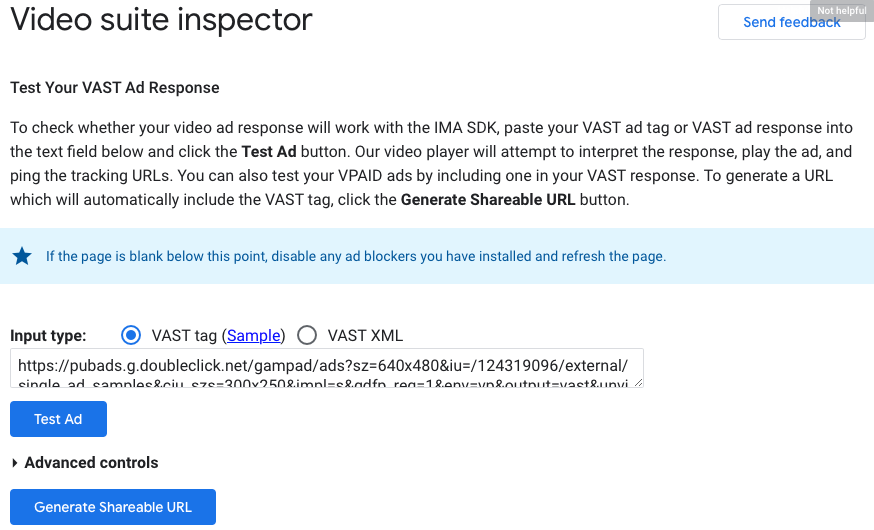 Video suite inspector
Not helpful
Send feedback
Test Your VAST Ad Response
To check whether your video ad response will work with the IMA SDK, paste your VAST ad tag or VAST ad response into
the text field below and click the Test Ad button. Our video player will attempt to interpret the response, play the ad, and
ping the tracking URLs. You can also test your VPAID ads by including one in your VAST response. To generate a URL
which will automatically include the VAST tag, click the Generate Shareable URL button.
If the page is blank below this point, disable any ad blockers you have installed and refresh the page.
Input type: VAST tag (Sample) VAST XML
https://pubads.g.doubleclick.net/gampad/ads?sz=640x480&iu=/124319096/external/
single_ad_samples&ciu_szs=300x250&impl=s&gdfp_req=1&env=vp&output=vast&unvi
Test Ad
Advanced controls
Generate Shareable URL